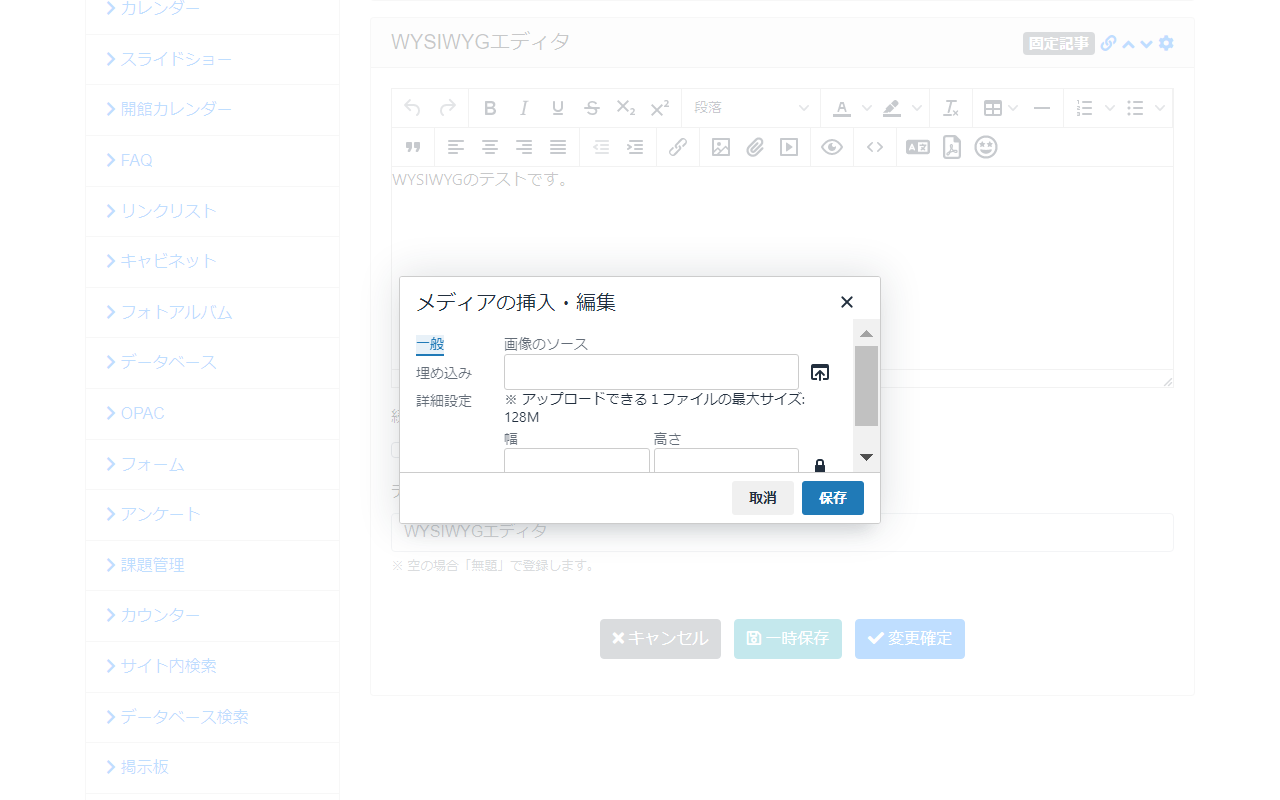 カレンダー
スライドショー
開館カレンダー
FAQ
リンクリスト
キャビネット
フォトアルバム
データベース
OPAC
フォーム
アンケート
課題管理
カウンター
サイト内検索
データベース検索
掲示板
WYSIWYGエディタ
固定記事
段落
WYSIWYGのテストです。
メディアの挿入・編集
一般
埋め込み
詳細設定
画像のソース
※ アップロードできる１ファイルの最大サイズ:
128M
幅
高さ
取消
保存
WYSIWYGエディタ
※ 空の場合「無題」で登録します。
キャンセル
一時保存
変更確定